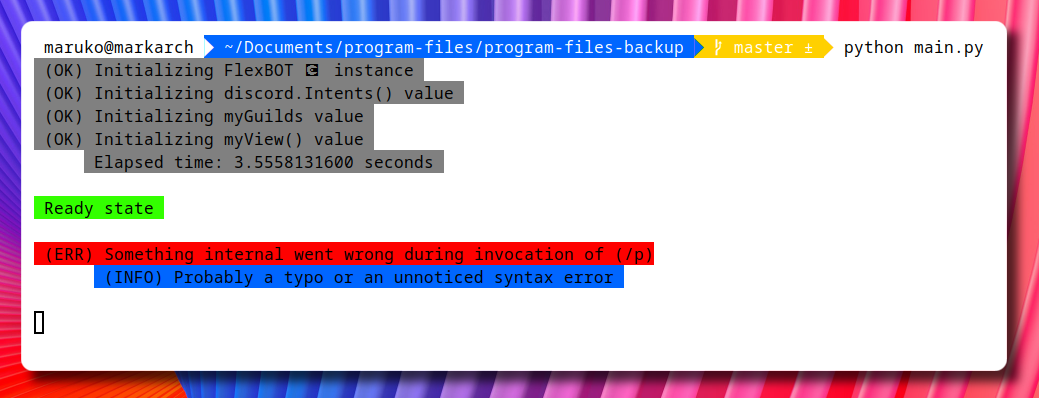 maruko@markarch ~/Documents/program-files/program-files-backup master ± python main.py
(OK) Initializing FlexBOT instance
(OK) Initializing discord.Intents() value
(OK) Initializing myGuilds value
(OK) Initializing myView() value
Elapsed time: 3.5558131600 seconds
Ready state
(ERR) Something internal went wrong during invocation of (/p)
(INFO) Probably a typo or an unnoticed syntax error